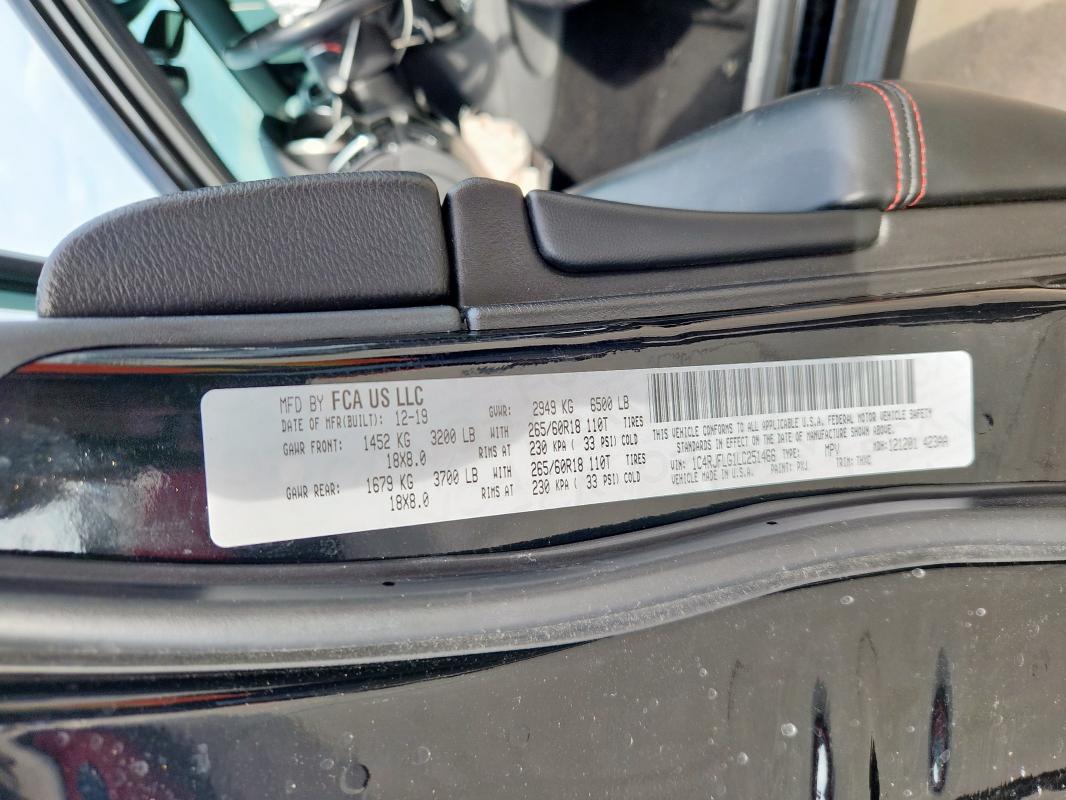 MFD BY FCA US LLC
DATE OF MFR(BUILT): 12-19 GVWR: 2949 KG 6500 LB
GAWR FRONT: 1452 KG 3200 LB WITH 265/60R18 110T TIRES
18X8.0 RIMS AT 230 KPA ( 33 PSI) COLD
GAWR REAR: 1679 KG 3700 LB WITH 265/60R18 110T TIRES
18X8.0 RIMS AT 230 KPA ( 33 PSI) COLD
THIS VEHICLE CONFORMS TO ALL APPLICABLE U.S.A. FEDERAL MOTOR VEHICLE SAFETY
STANDARDS IN EFFECT ON THE DATE OF MANUFACTURE SHOWN ABOVE.
VIN: 1C4RJFLG1LC251466 TYPE: MPV MDH: 121201 423AA
VEHICLE MADE IN U.S.A. PAINT: PXJ TRIM: